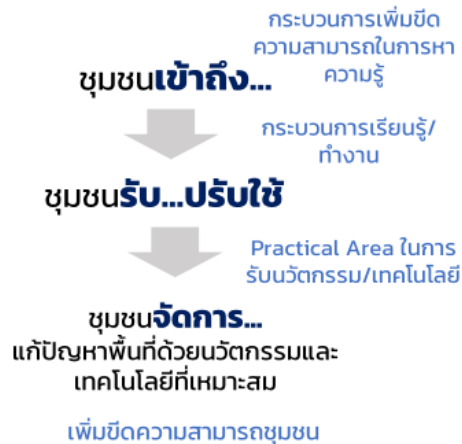 กระบวนการเพิ่มขีด
ความสามารถในการหา
ความรู้
ชุมชนเข้าถึง...
กระบวนการเรียนรู้/
ทำงาน
ชุมชนรับ...ปรับใช้
Practical Area ในการ
รับนวัตกรรม/เทคโนโลยี
ชุมชนจัดการ...
แก้ปัญหาพื้นที่ด้วยนวัตกรรมและ
เทคโนโลยีที่เหมาะสม
เพิ่มขีดความสามารถชุมชน